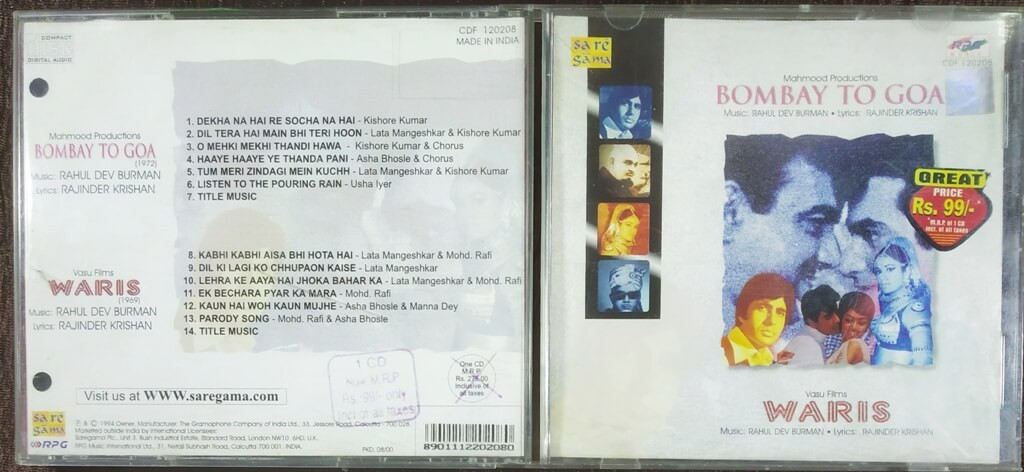 COMPACT
disc
DIGITAL AUDIO
CDF 120208
MADE IN INDIA
Mahmood Productions
BOMBAY TO GOA
(1972)
Music: RAHUL DEV BURMAN
Lyrics: RAJINDER KRISHAN
1. DEKHA NA HAI RE SOCHA NA HAI - Kishore Kumar
2. DIL TERA HAI MAIN BHI TERI HOON - Lata Mangeshkar & Kishore Kumar
3. O MEHKI MEKHI THANDI HAWA - Kishore Kumar & Chorus
4. HAAYE HAAYE YE THANDA PANI - Asha Bhosle & Chorus
5. TUM MERI ZINDAGI MEIN KUCHH - Lata Mangeshkar & Kishore Kumar
6. LISTEN TO THE POURING RAIN - Usha Iyer
7. TITLE MUSIC
Vasu Films
WARIS
(1969)
Music: RAHUL DEV BURMAN
Lyrics: RAJINDER KRISHAN
8. KABHI KABHI AISA BHI HOTA HAI - Lata Mangeshkar & Mohd. Rafi
9. DIL KI LAGI KO CHHUPAON KAISE - Lata Mangeshkar
10. LEHRA KE AAYA HAI JHOKA BAHAR KA - Lata Mangeshkar & Mohd. Rafi
11. EK BECHARA PYAR KA MARA - Mohd. Rafi
12. KAUN HAI WOH KAUN MUJHE - Asha Bhosle & Manna Dey
13. PARODY SONG - Mohd. Rafi & Asha Bhosle
14. TITLE MUSIC
Visit us at WWW.saregama.com
1 CD
Now M.R.P
Rs 99/- only
incl of all taxes
One CD
M.R.P.
Rs. 275.00
Inclusive of
all taxes
sa re
ga ma
RPG
℗ & © 1994 Owner, Manufacturer, The Gramophone Company of India Ltd., 33, Jessore Road, Calcutta - 700 028
Marketed outside India by International Licenseees:
Saregama Plc., Unit 3, Bush Industrial Estate, Standard Road, London NW10 6HD. U.K.
RPG Music International Ltd., 31, Netaji Subhash Road, Calcutta 700 001. INDIA.
PKD. 08/00
8901112202080
sa re
ga ma
RPG
CDF 120208
Mahmood Productions
BOMBAY TO GOA
Music: RAHUL DEV BURMAN • Lyrics: RAJINDER KRISHAN
GREAT
PRICE
Rs. 99/-*
*M.R.P. of 1 CD
incl. of all taxes
Vasu Films
WARIS
Music: RAHUL DEV BURMAN • Lyrics: RAJINDER KRISHAN